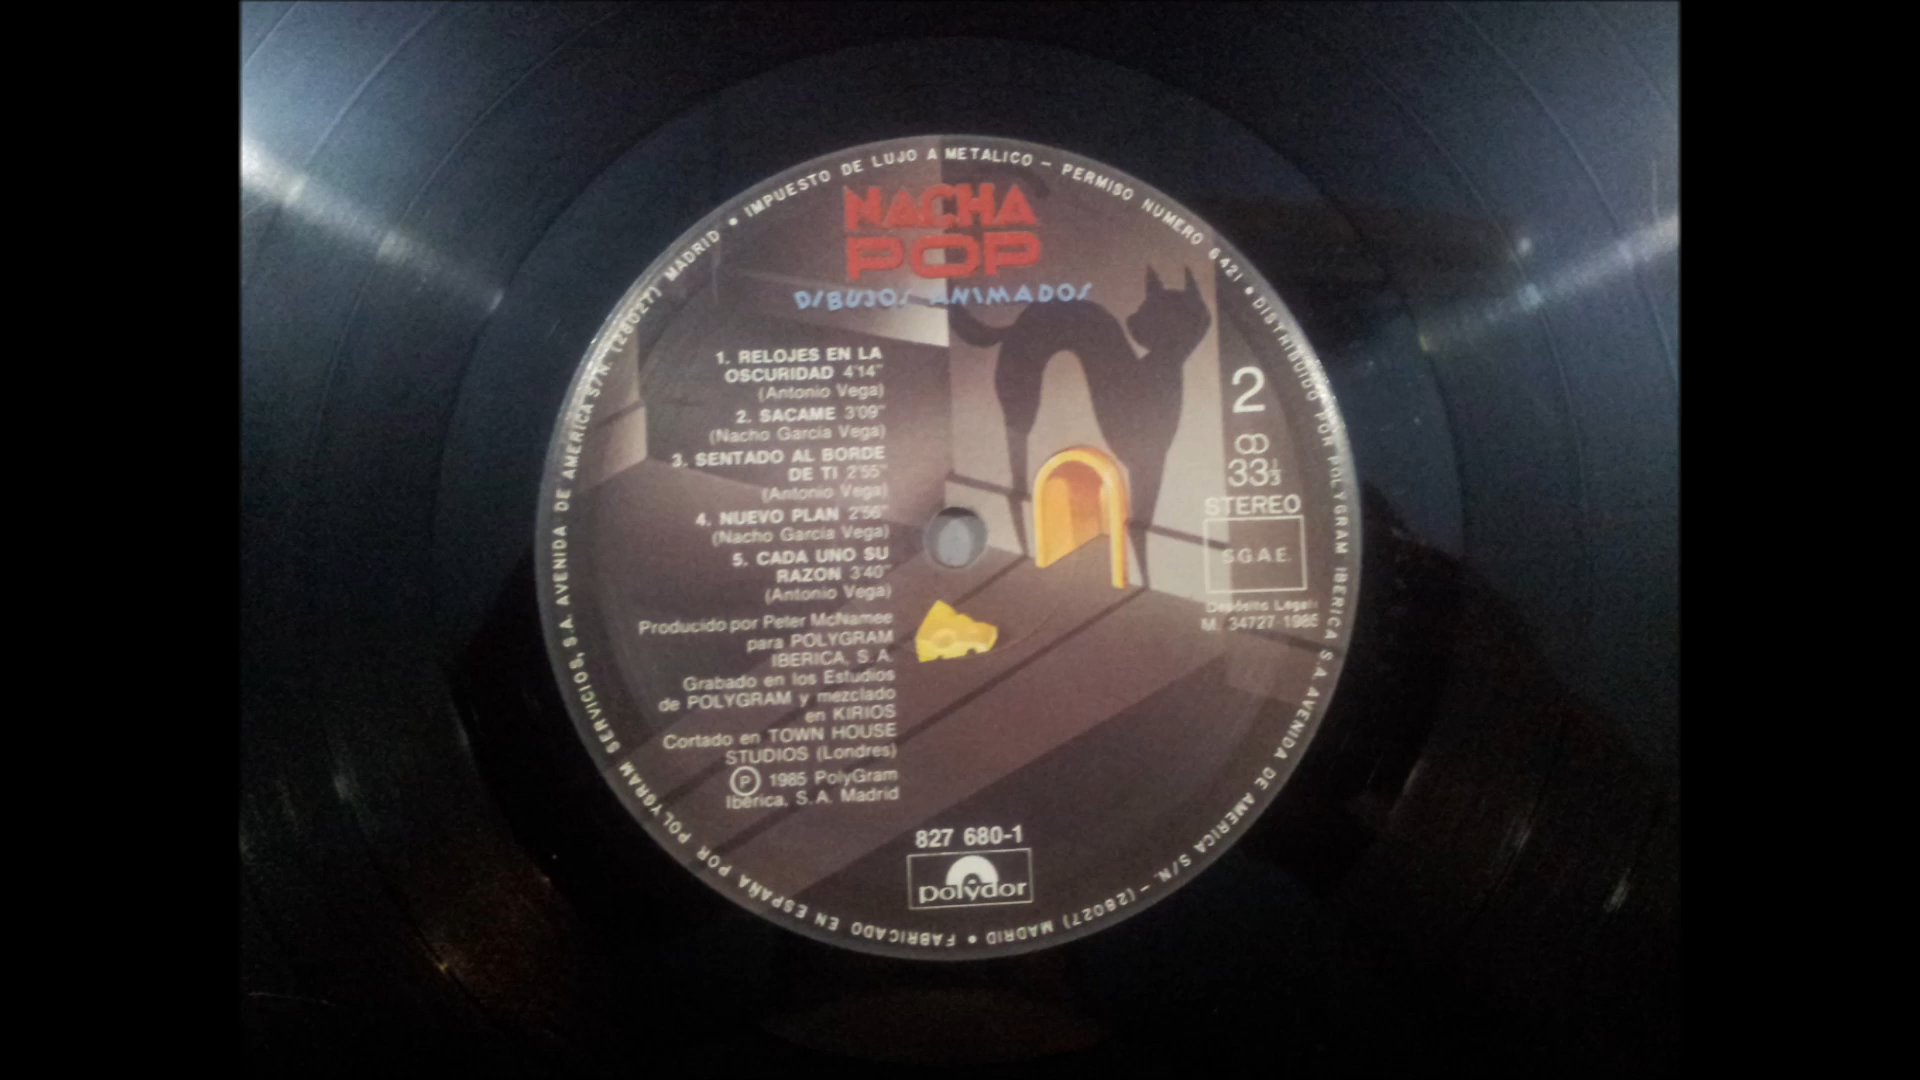 IMPUESTO DE LUJO A METALICO - PERMISO NUMERO 6421 • DISTRIBUIDO POR POLYGRAM IBERICA S.A. AVENIDA DE AMERICA S/N. - (28027) MADRID • FABRICADO EN ESPAÑA POR POLYGRAM SERVICIOS, S.A. AVENIDA DE AMERICA S/N. (28027) MADRID •
NACHA
POP
DIBUJOS ANIMADOS
1. RELOJES EN LA
OSCURIDAD 4'14"
(Antonio Vega)
2. SACAME 3'09"
(Nacho Garcia Vega)
3. SENTADO AL BORDE
DE TI 2'55"
(Antonio Vega)
4. NUEVO PLAN 2'56"
(Nacho Garcia Vega)
5. CADA UNO SU
RAZON 3'40"
(Antonio Vega)
Producido por Peter McNamee
para POLYGRAM
IBERICA, S.A.
Grabado en los Estudios
de POLYGRAM y mezclado
en KIRIOS
Cortado en TOWN HOUSE
STUDIOS (Londres)
Ⓟ 1985 PolyGram
Ibérica, S.A. Madrid
2
33⅓
STEREO
S.G.A.E.
Depósito Legal:
M. 34727-1985
827 680-1
polydor